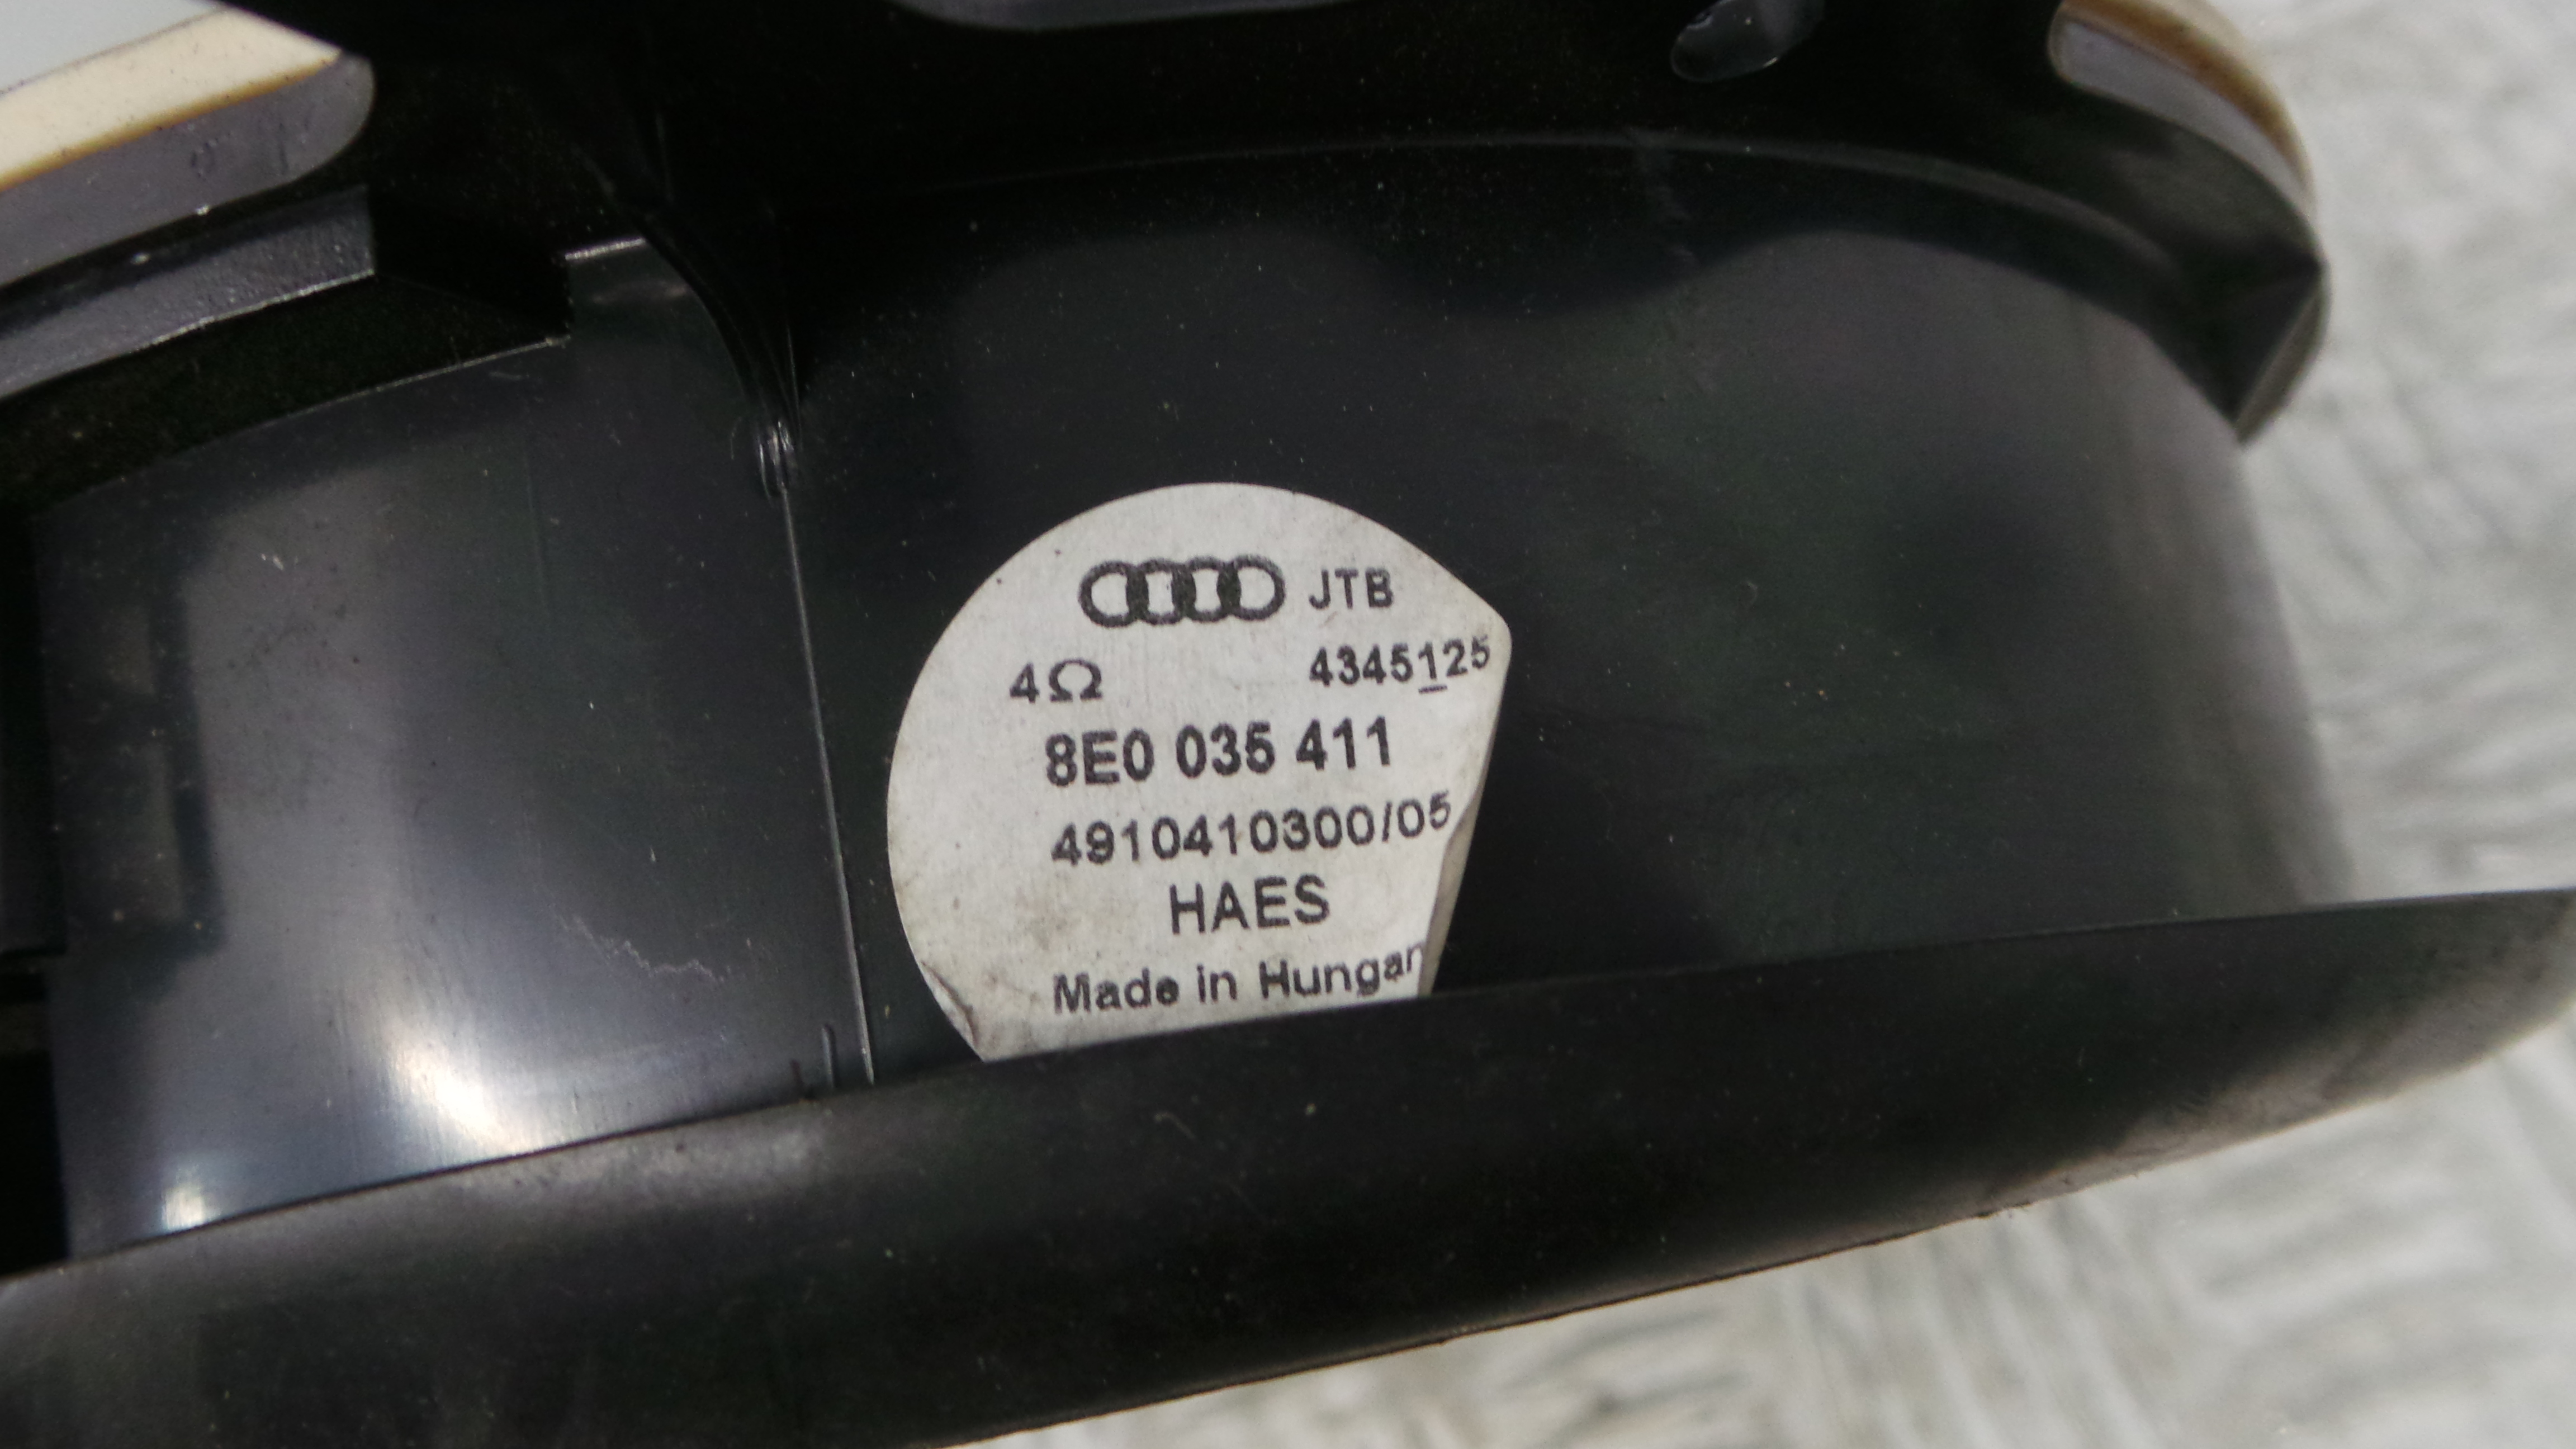 JTB
4Ω 4345125
8E0 035 411
4910410300/05
HAES
Made in Hungar